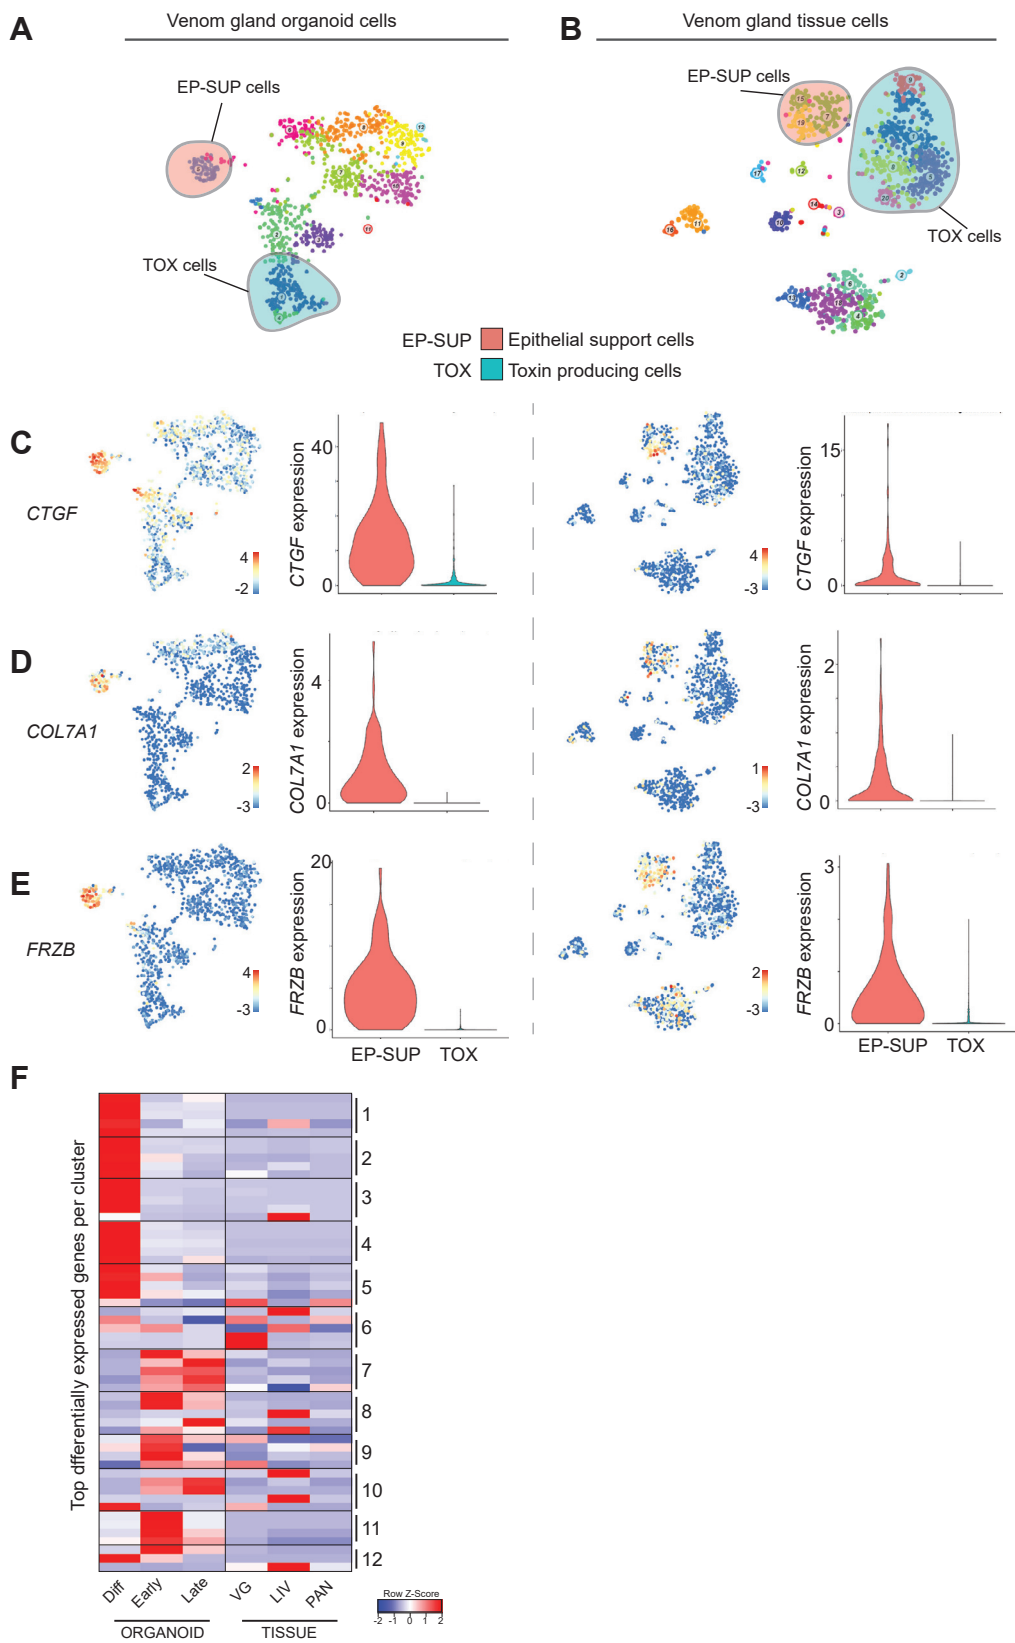 A
Venom gland organoid cells
B
Venom gland tissue cells
EP-SUP cells
TOX cells
EP-SUP cells
TOX cells
EP-SUP Epithelial support cells
TOX Toxin producing cells
C
CTGF
4
-2
CTGF expression
40
0
4
-3
CTGF expression
15
0
D
COL7A1
2
-3
COL7A1 expression
4
0
1
-3
COL7A1 expression
2
0
E
FRZB
4
-3
FRZB expression
20
0
EP-SUP TOX
2
-3
FRZB expression
3
0
EP-SUP TOX
F
Top dfferentially expressed genes per cluster
1
2
3
4
5
6
7
8
9
10
11
12
Diff Early Late VG LIV PAN
ORGANOID TISSUE
Row Z-Score
-2 -1 0 1 2